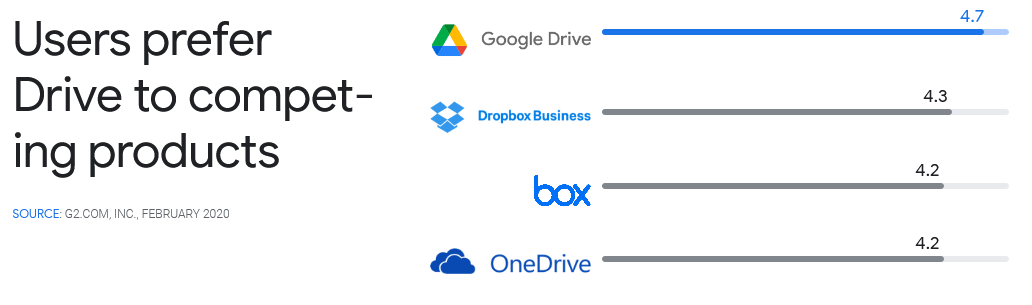 Users prefer
Drive to compet-
ing products
SOURCE: G2.COM, INC., FEBRUARY 2020
Google Drive
4.7
Dropbox Business
4.3
box
4.2
OneDrive
4.2